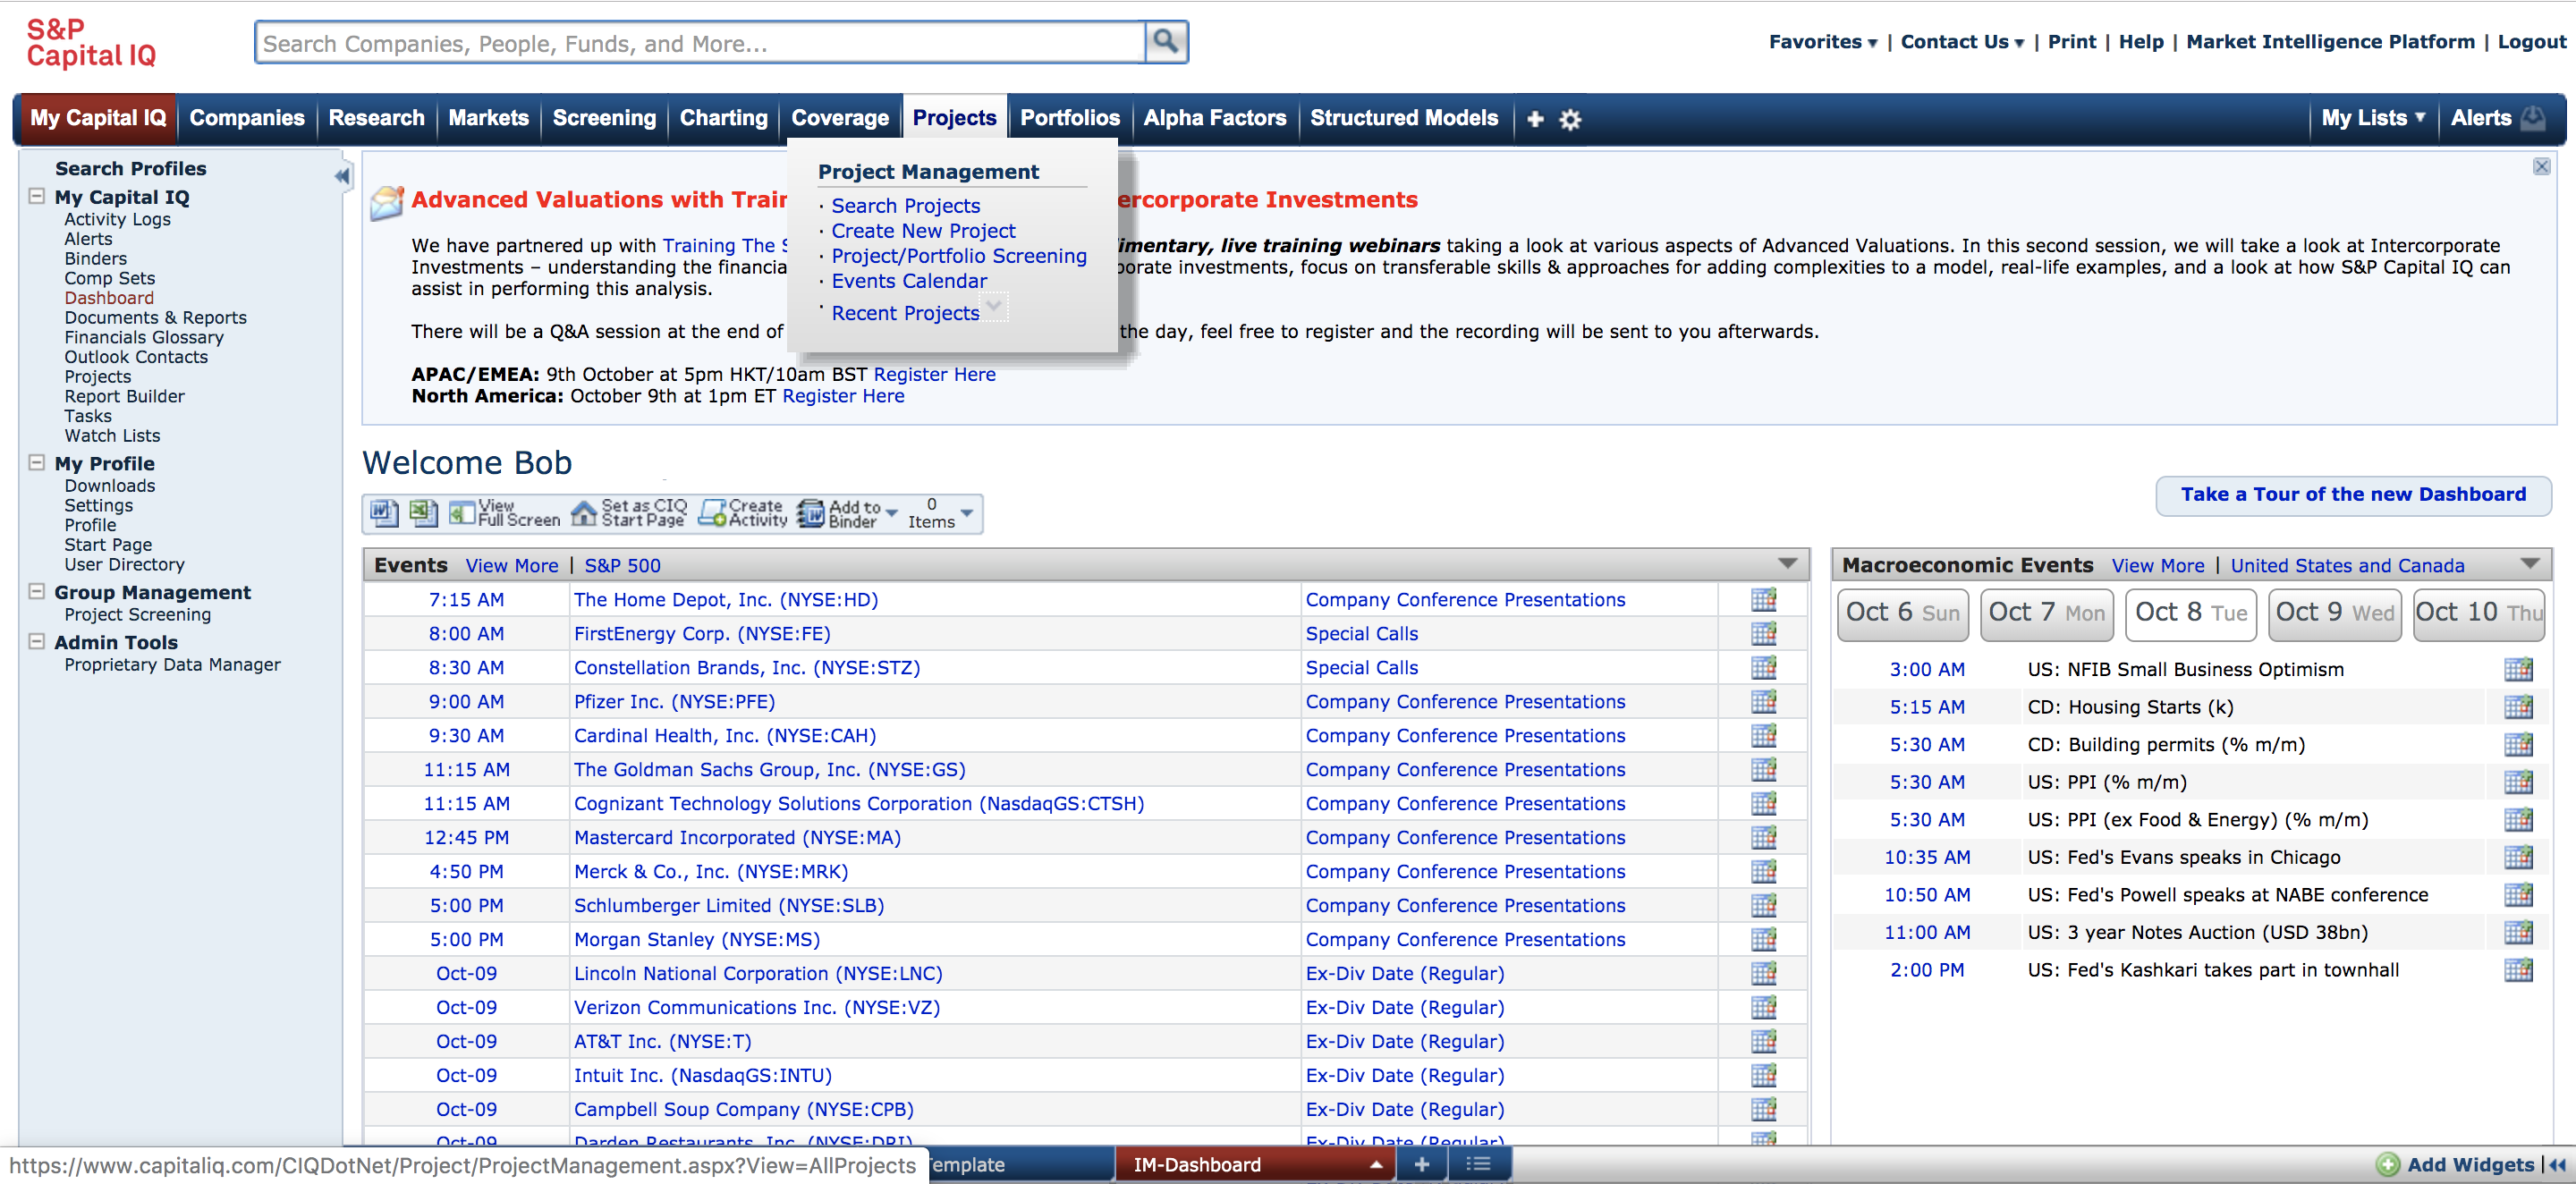 S&P
Capital IQ
Search Companies, People, Funds, and More...
Favorites | Contact Us | Print | Help | Market Intelligence Platform | Logout
My Capital IQ Companies Research Markets Screening Charting Coverage Projects Portfolios Alpha Factors Structured Models My Lists Alerts
Search Profiles
My Capital IQ
Activity Logs
Alerts
Binders
Comp Sets
Dashboard
Documents & Reports
Financials Glossary
Outlook Contacts
Projects
Report Builder
Tasks
Watch Lists
My Profile
Downloads
Settings
Profile
Start Page
User Directory
Group Management
Project Screening
Admin Tools
Proprietary Data Manager
Project Management
· Search Projects
· Create New Project
· Project/Portfolio Screening
· Events Calendar
· Recent Projects
Advanced Valuations with Intercorporate Investments
We have partnered up with Training The live training webinars taking a look at various aspects of Advanced Valuations. In this second session, we will take a look at Intercorporate
Investments – understanding the investments, focus on transferable skills & approaches for adding complexities to a model, real-life examples, and a look at how S&P Capital IQ can
assist in performing this analysis.
There will be a Q&A session at the end of the day, feel free to register and the recording will be sent to you afterwards.
APAC/EMEA: 9th October at 5pm HKT/10am BST Register Here
North America: October 9th at 1pm ET Register Here
Welcome Bob
Take a Tour of the new Dashboard
View Full Screen Set as CIQ Start Page Create Activity Add to Binder 0 Items
Events View More | S&P 500
7:15 AM The Home Depot, Inc. (NYSE:HD) Company Conference Presentations
8:00 AM FirstEnergy Corp. (NYSE:FE) Special Calls
8:30 AM Constellation Brands, Inc. (NYSE:STZ) Special Calls
9:00 AM Pfizer Inc. (NYSE:PFE) Company Conference Presentations
9:30 AM Cardinal Health, Inc. (NYSE:CAH) Company Conference Presentations
11:15 AM The Goldman Sachs Group, Inc. (NYSE:GS) Company Conference Presentations
11:15 AM Cognizant Technology Solutions Corporation (NasdaqGS:CTSH) Company Conference Presentations
12:45 PM Mastercard Incorporated (NYSE:MA) Company Conference Presentations
4:50 PM Merck & Co., Inc. (NYSE:MRK) Company Conference Presentations
5:00 PM Schlumberger Limited (NYSE:SLB) Company Conference Presentations
5:00 PM Morgan Stanley (NYSE:MS) Company Conference Presentations
Oct-09 Lincoln National Corporation (NYSE:LNC) Ex-Div Date (Regular)
Oct-09 Verizon Communications Inc. (NYSE:VZ) Ex-Div Date (Regular)
Oct-09 AT&T Inc. (NYSE:T) Ex-Div Date (Regular)
Oct-09 Intuit Inc. (NasdaqGS:INTU) Ex-Div Date (Regular)
Oct-09 Campbell Soup Company (NYSE:CPB) Ex-Div Date (Regular)
Oct-09 Darden Restaurants, Inc. (NYSE:DRI) Ex-Div Date (Regular)
Macroeconomic Events View More | United States and Canada
Oct 6 Sun Oct 7 Mon Oct 8 Tue Oct 9 Wed Oct 10 Thu
3:00 AM US: NFIB Small Business Optimism
5:15 AM CD: Housing Starts (k)
5:30 AM CD: Building permits (% m/m)
5:30 AM US: PPI (% m/m)
5:30 AM US: PPI (ex Food & Energy) (% m/m)
10:35 AM US: Fed's Evans speaks in Chicago
10:50 AM US: Fed's Powell speaks at NABE conference
11:00 AM US: 3 year Notes Auction (USD 38bn)
2:00 PM US: Fed's Kashkari takes part in townhall
https://www.capitaliq.com/CIQDotNet/Project/ProjectManagement.aspx?View=AllProjects
emplate IM-Dashboard Add Widgets